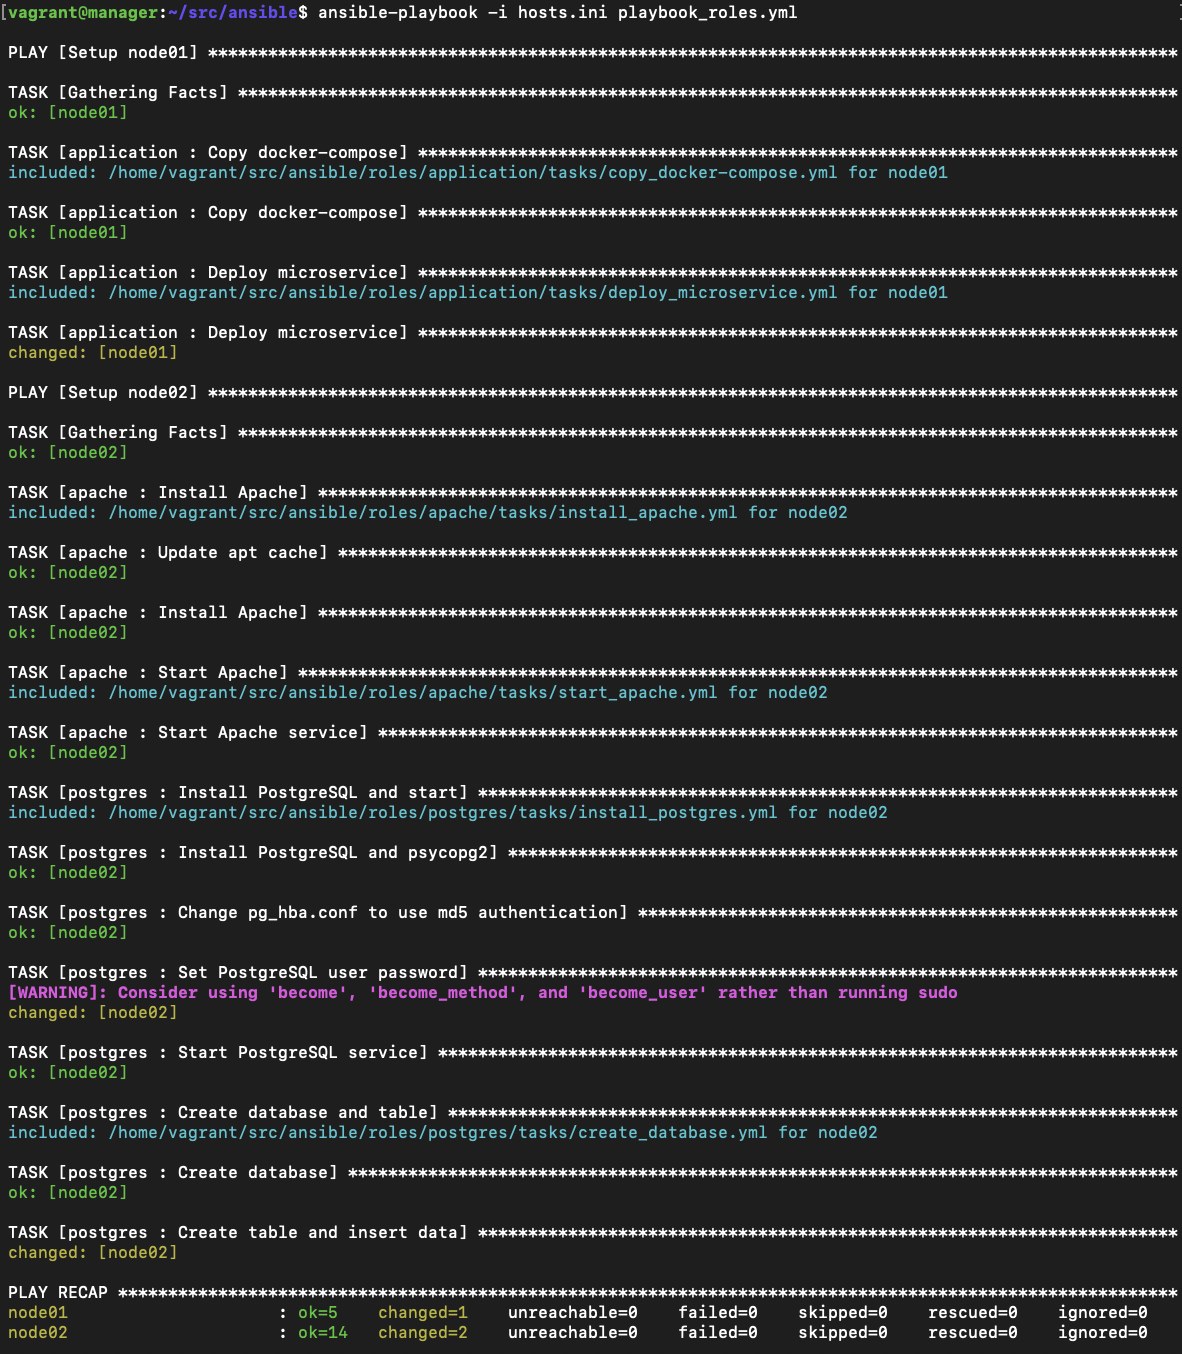 [vagrant@manager:~/src/ansible$ ansible-playbook -i hosts.ini playbook_roles.yml ]
PLAY [Setup node01] *************************************************************************************************
TASK [Gathering Facts] **********************************************************************************************
ok: [node01]
TASK [application : Copy docker-compose] ****************************************************************************
included: /home/vagrant/src/ansible/roles/application/tasks/copy_docker-compose.yml for node01
TASK [application : Copy docker-compose] ****************************************************************************
ok: [node01]
TASK [application : Deploy microservice] ****************************************************************************
included: /home/vagrant/src/ansible/roles/application/tasks/deploy_microservice.yml for node01
TASK [application : Deploy microservice] ****************************************************************************
changed: [node01]
PLAY [Setup node02] *************************************************************************************************
TASK [Gathering Facts] **********************************************************************************************
ok: [node02]
TASK [apache : Install Apache] **************************************************************************************
included: /home/vagrant/src/ansible/roles/apache/tasks/install_apache.yml for node02
TASK [apache : Update apt cache] ************************************************************************************
ok: [node02]
TASK [apache : Install Apache] **************************************************************************************
ok: [node02]
TASK [apache : Start Apache] ****************************************************************************************
included: /home/vagrant/src/ansible/roles/apache/tasks/start_apache.yml for node02
TASK [apache : Start Apache service] ********************************************************************************
ok: [node02]
TASK [postgres : Install PostgreSQL and start] **********************************************************************
included: /home/vagrant/src/ansible/roles/postgres/tasks/install_postgres.yml for node02
TASK [postgres : Install PostgreSQL and psycopg2] *******************************************************************
ok: [node02]
TASK [postgres : Change pg_hba.conf to use md5 authentication] ******************************************************
ok: [node02]
TASK [postgres : Set PostgreSQL user password] **********************************************************************
[WARNING]: Consider using 'become', 'become_method', and 'become_user' rather than running sudo
changed: [node02]
TASK [postgres : Start PostgreSQL service] **************************************************************************
ok: [node02]
TASK [postgres : Create database and table] *************************************************************************
included: /home/vagrant/src/ansible/roles/postgres/tasks/create_database.yml for node02
TASK [postgres : Create database] ***********************************************************************************
ok: [node02]
TASK [postgres : Create table and insert data] **********************************************************************
changed: [node02]
PLAY RECAP **********************************************************************************************************
node01                     : ok=5    changed=1    unreachable=0    failed=0    skipped=0    rescued=0    ignored=0
node02                     : ok=14   changed=2    unreachable=0    failed=0    skipped=0    rescued=0    ignored=0